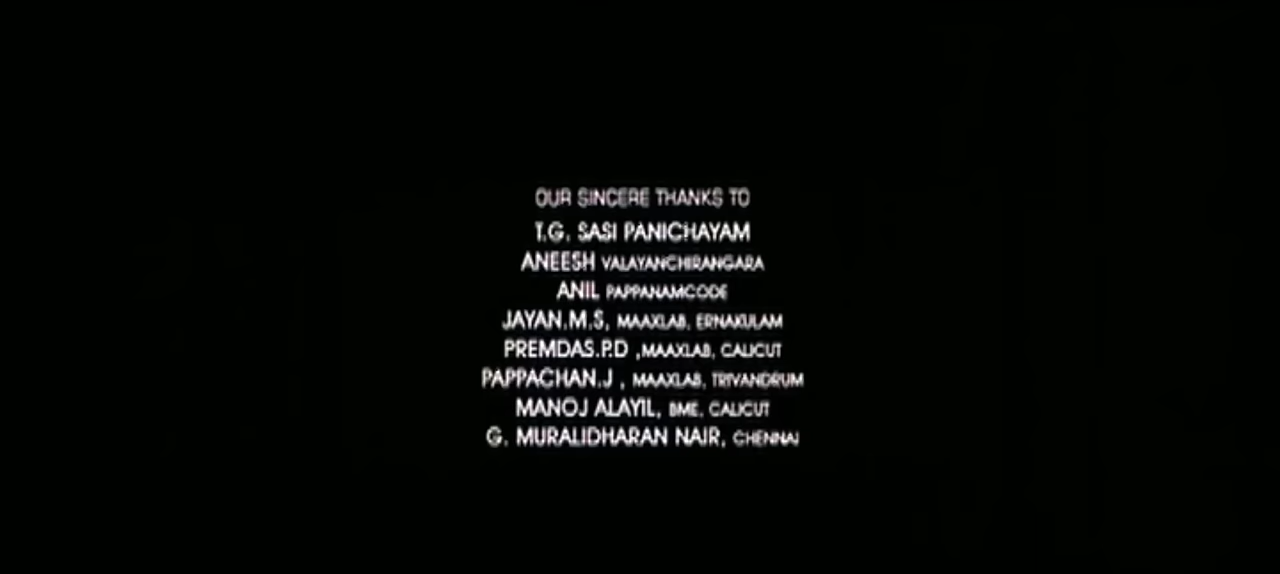 OUR SINCERE THANKS TO
T.G. SASI PANICHAYAM
ANEESH VALAYANCHIRANGARA
ANIL PAPPANAMCODE
JAYAN.M.S, MAAXLAB, ERNAKULAM
PREMDAS.P.D ,MAAXLAB, CALICUT
PAPPACHAN.J , MAAXLAB, TRIVANDRUM
MANOJ ALAYIL, BME, CALICUT
G. MURALIDHARAN NAIR, CHENNAI